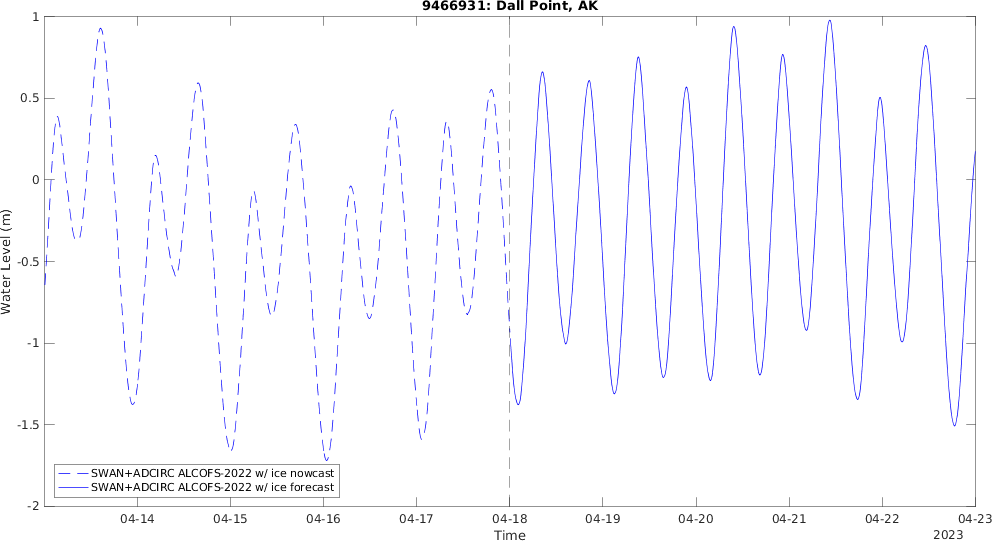 9466931: Dall Point, AK
1
0.5
0
-0.5
-1
-1.5
-2
Water Level (m)
SWAN+ADCIRC ALCOFS-2022 w/ ice nowcast
SWAN+ADCIRC ALCOFS-2022 w/ ice forecast
04-14 04-15 04-16 04-17 04-18 04-19 04-20 04-21 04-22 04-23
Time
2023